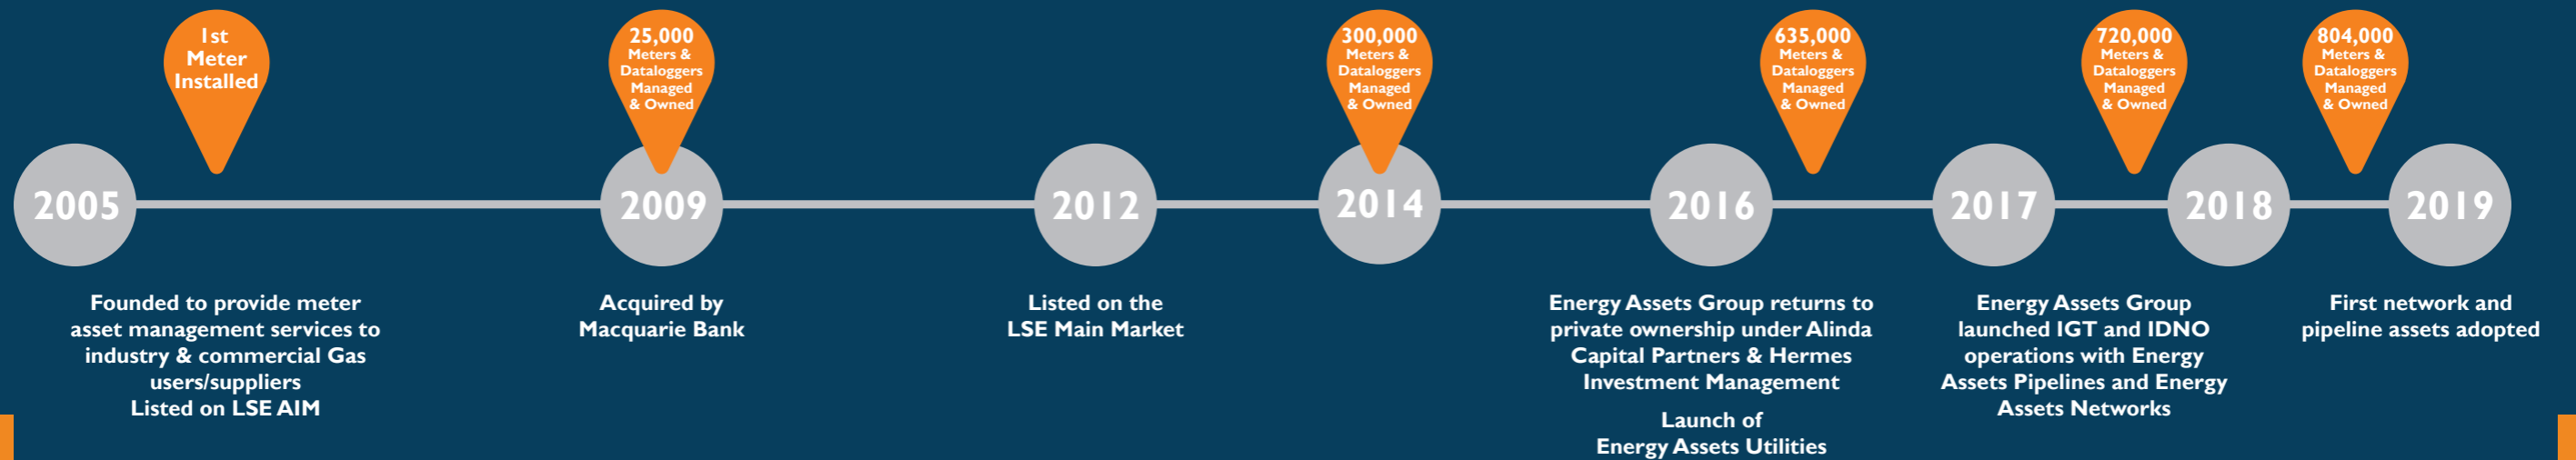 1st
Meter
Installed
25,000
Meters &
Dataloggers
Managed
& Owned
300,000
Meters &
Dataloggers
Managed
& Owned
635,000
Meters &
Dataloggers
Managed
& Owned
720,000
Meters &
Dataloggers
Managed
& Owned
804,000
Meters &
Dataloggers
Managed
& Owned
2005
2009
2012
2014
2016
2017
2018
2019
Founded to provide meter
asset management services to
industry & commercial Gas
users/suppliers
Listed on LSE AIM
Acquired by
Macquarie Bank
Listed on the
LSE Main Market
Energy Assets Group returns to
private ownership under Alinda
Capital Partners & Hermes
Investment Management
Launch of
Energy Assets Utilities
Energy Assets Group
launched IGT and IDNO
operations with Energy
Assets Pipelines and Energy
Assets Networks
First network and
pipeline assets adopted